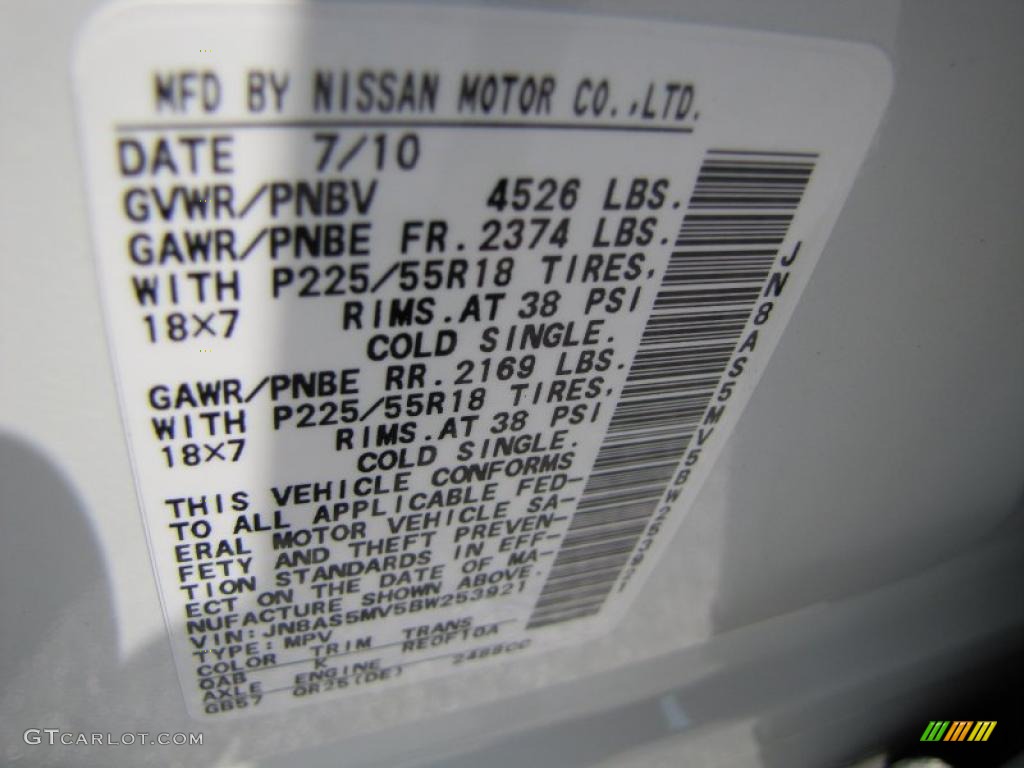 MFD BY NISSAN MOTOR CO.,LTD.
DATE 7/10
GVWR/PNBV 4526 LBS.
GAWR/PNBE FR. 2374 LBS.
WITH P225/55R18 TIRES,
18×7 RIMS. AT 38 PSI
COLD SINGLE.
GAWR/PNBE RR. 2169 LBS.
WITH P225/55R18 TIRES,
18×7 RIMS. AT 38 PSI
COLD SINGLE.
THIS VEHICLE CONFORMS
TO ALL APPLICABLE FED-
ERAL MOTOR VEHICLE SA-
FETY AND THEFT PREVEN-
TION STANDARDS IN EFF-
ECT ON THE DATE OF MA-
NUFACTURE SHOWN ABOVE.
VIN:JN8AS5MV5BW253921
TYPE:MPV
COLOR TRIM TRANS
QAB K RE0F10A
AXLE ENGINE 2488CC
GB57 QR25(DE)
JN8AS5MV5BW253921
GTCARLOT.COM